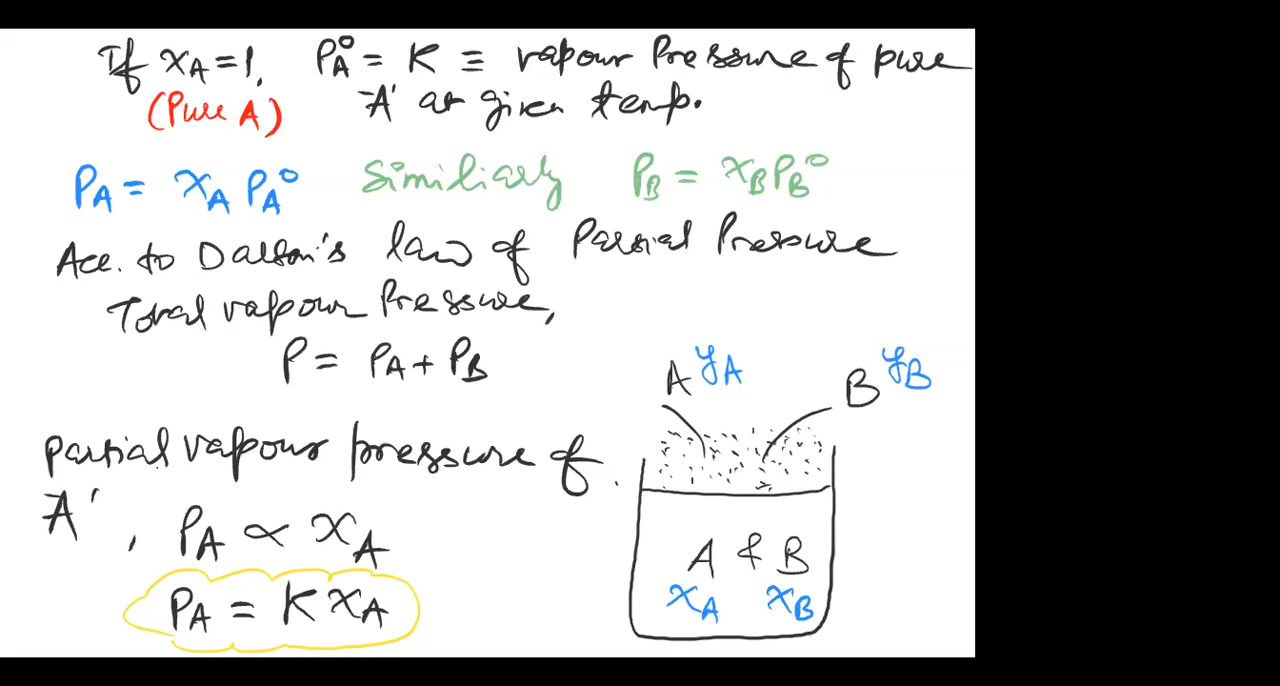 If xA = 1, PA° = K ≡ vapour Pressure of pure
(Pure A) 'A' at given temp.
PA = xA PA° Similiarly PB = xB PB°
Acc. to Dalton's law of Partial Pressure
Total vapour Pressure,
P = PA + PB
A yA B yB
Partial vapour pressure of
'A', PA ∝ xA
A & B
PA = K xA
xA xB